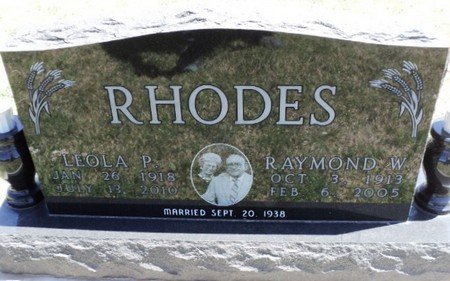 RHODES
LEOLA P. RAYMOND W.
JAN 26 1918 OCT 3 1913
JULY 13 2010 FEB 6 2005
MARRIED SEPT. 20. 1938